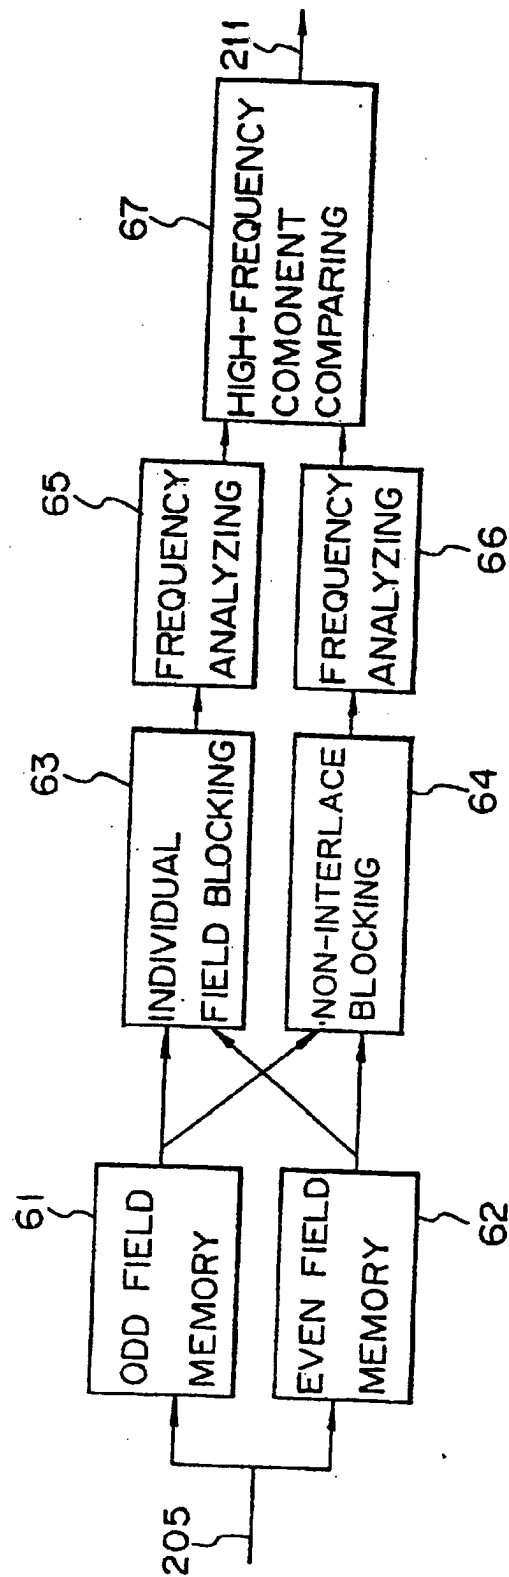 205
61
ODD FIELD
MEMORY
EVEN FIELD
MEMORY
62
63
INDIVIDUAL
FIELD BLOCKING
NON-INTERLACE
BLOCKING
64
65
FREQUENCY
ANALYZING
FREQUENCY
ANALYZING
66
67
HIGH-FREQUENCY
COMONENT
COMPARING
211